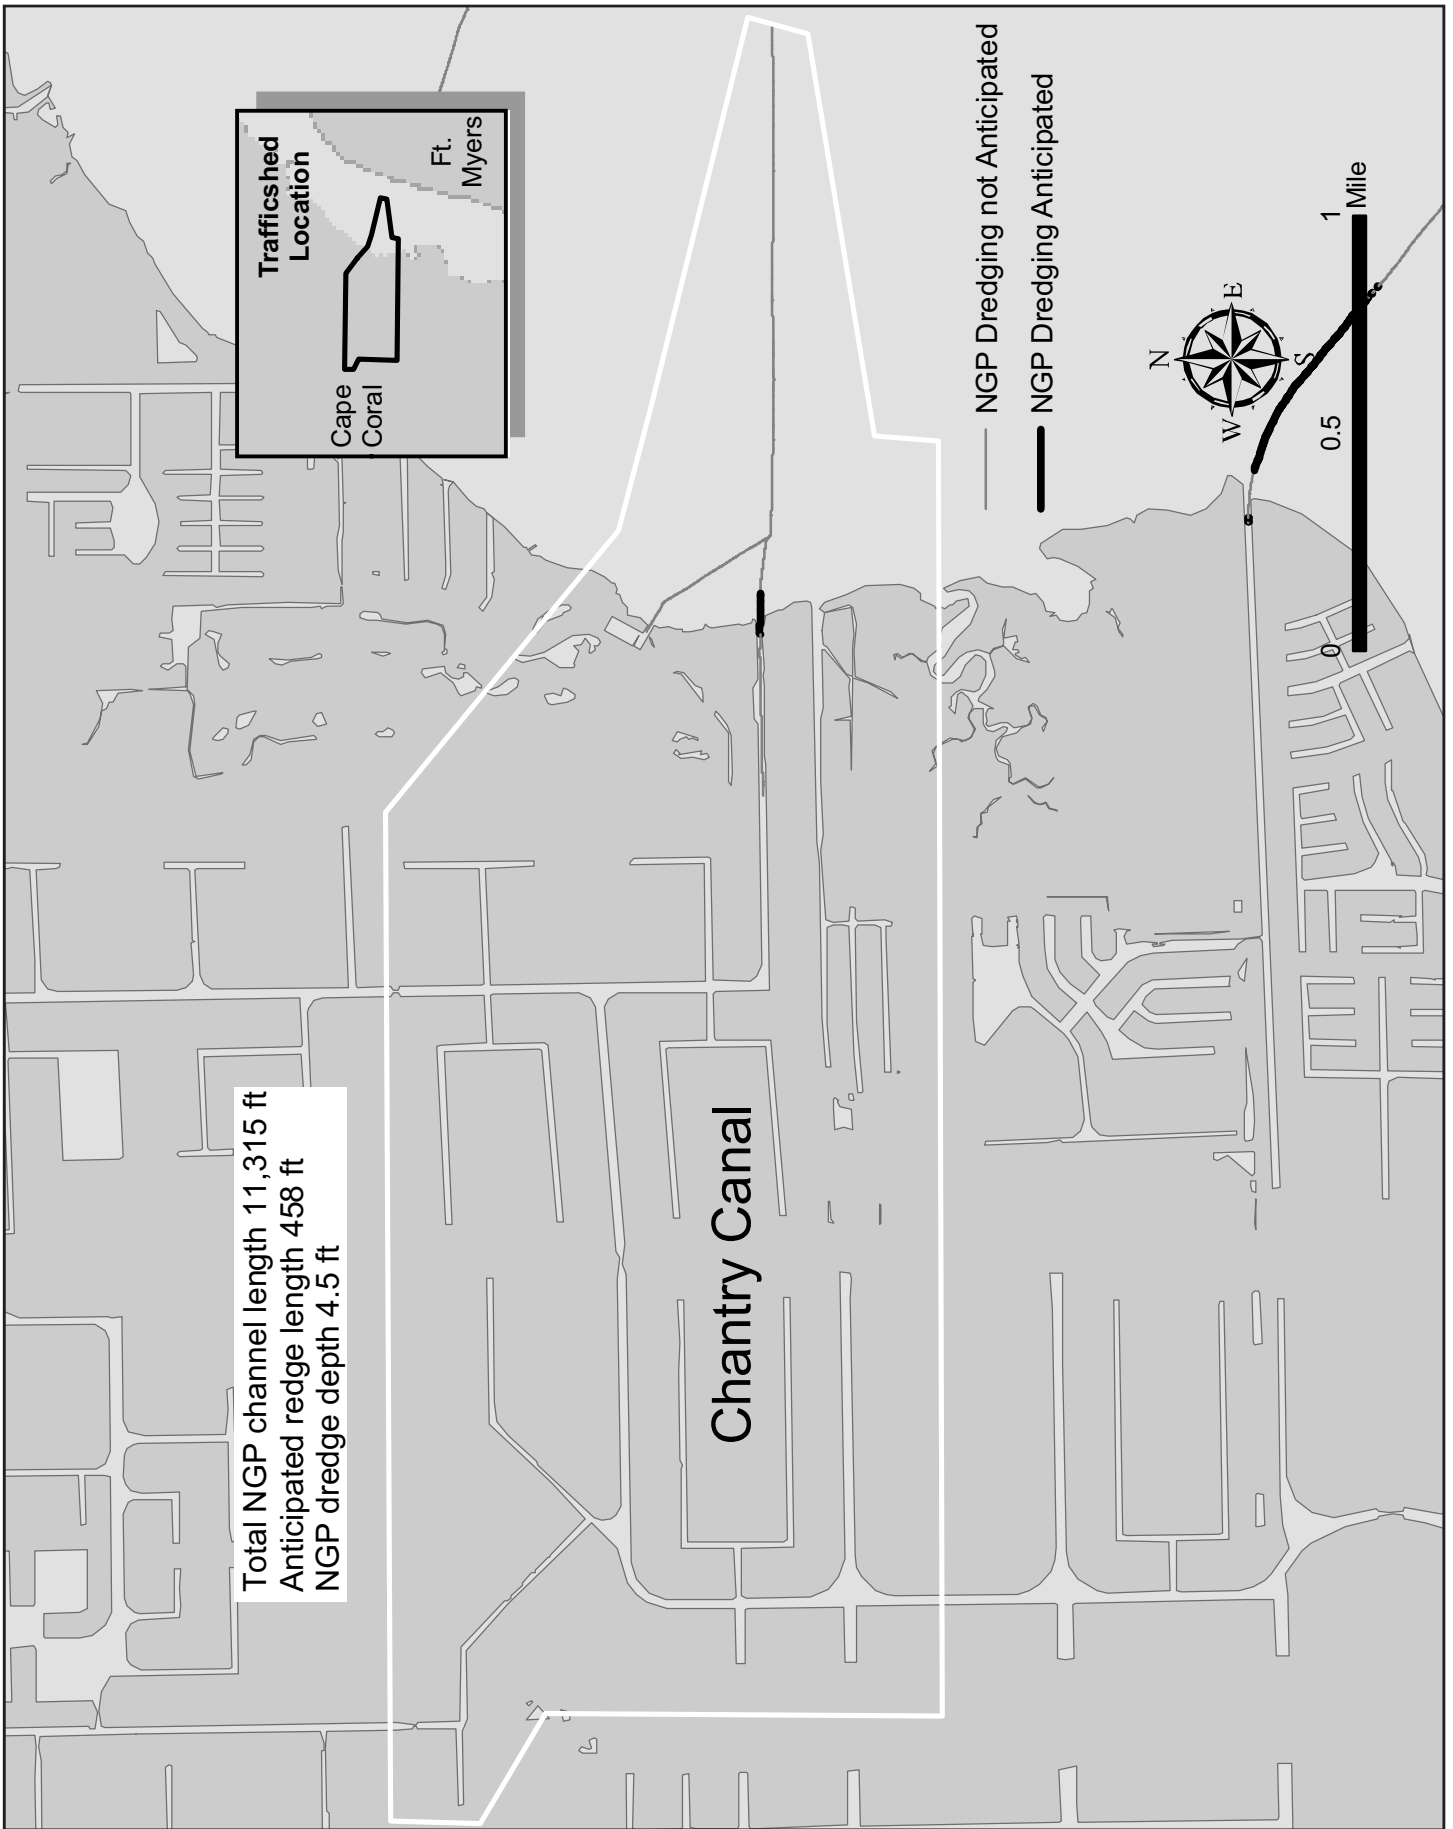 Total NGP channel length 11,315 ft
Anticipated redge length 458 ft
NGP dredge depth 4.5 ft
Trafficshed
Location
Cape
Coral
Ft.
Myers
Chantry Canal
NGP Dredging not Anticipated
NGP Dredging Anticipated
N
W
E
S
0
0.5
1
Mile